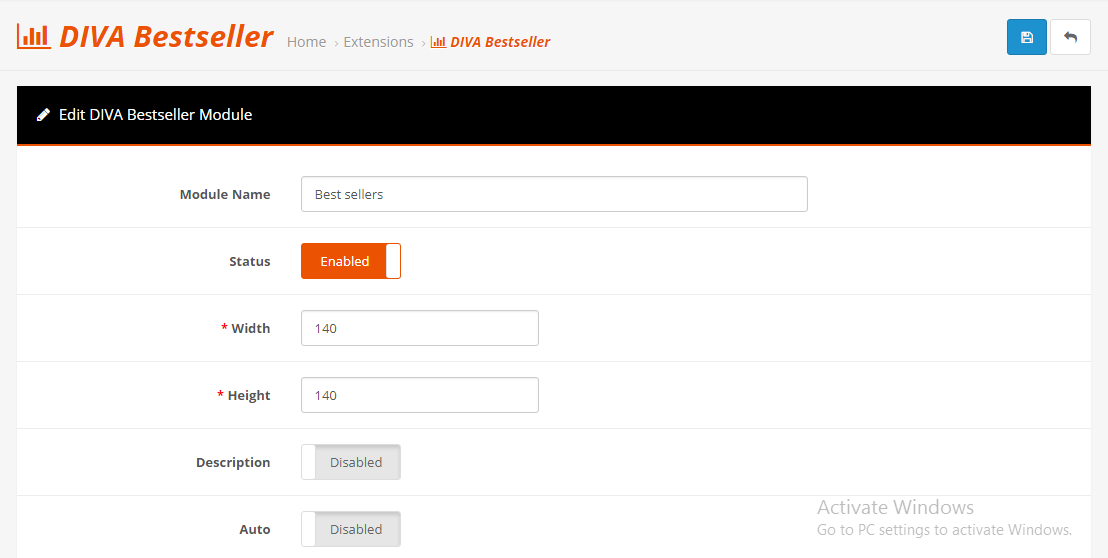 DIVA Bestseller Home › Extensions › DIVA Bestseller
Edit DIVA Bestseller Module
Module Name Best sellers
Status Enabled
* Width 140
* Height 140
Description Disabled
Activate Windows
Auto Disabled Go to PC settings to activate Windows.